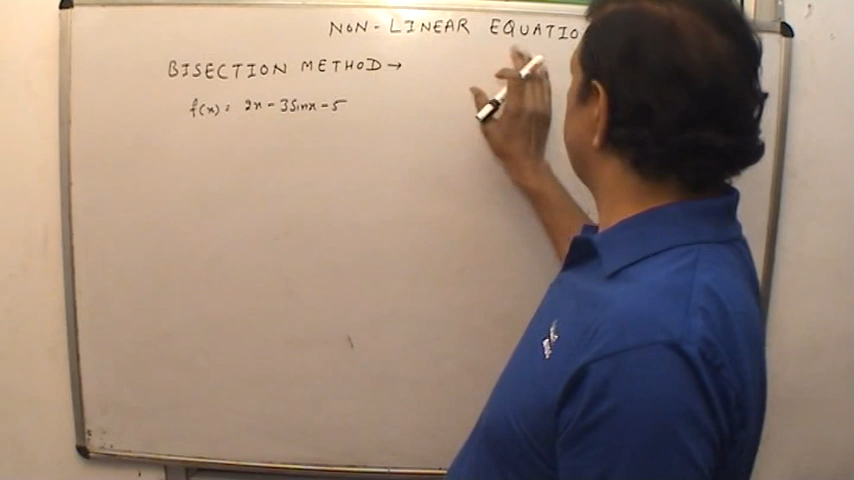 NON-LINEAR EQUATIO
BISECTION METHOD →
f(x) = 2x - 3Sinx - 5